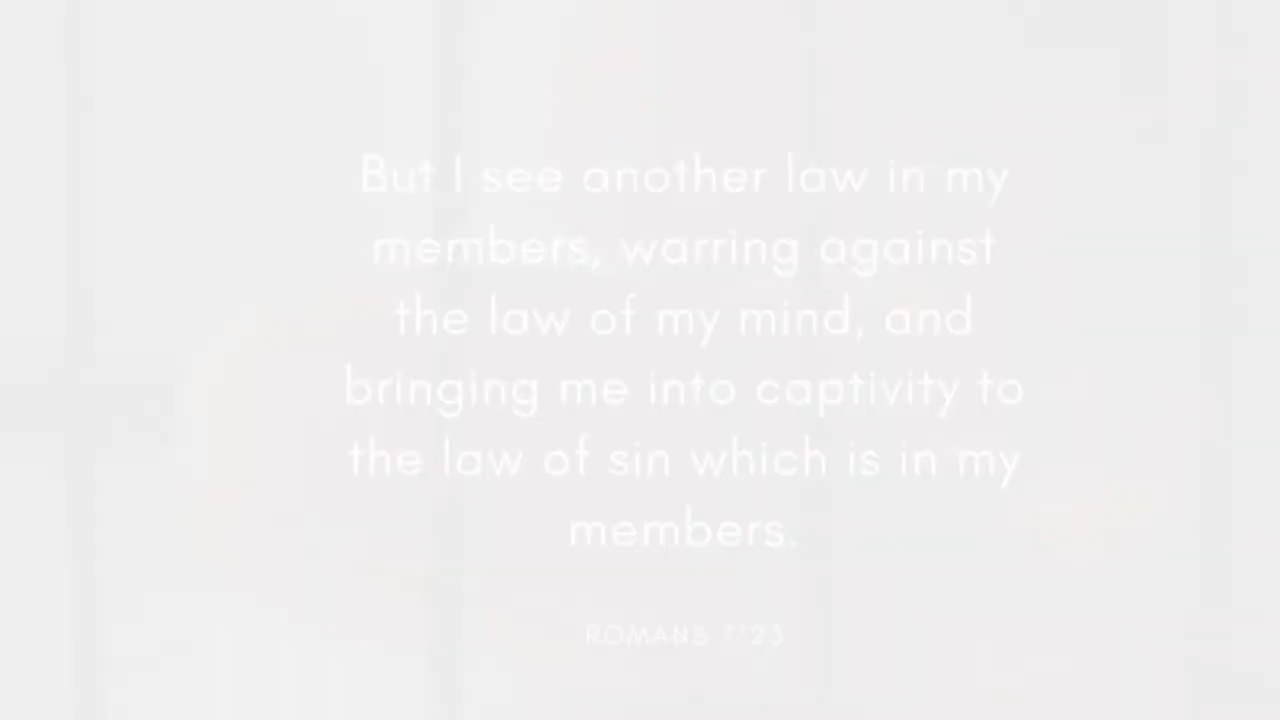 But I see another law in my
members, warring against
the law of my mind, and
bringing me into captivity to
the law of sin which is in my
members.
ROMANS 7:23